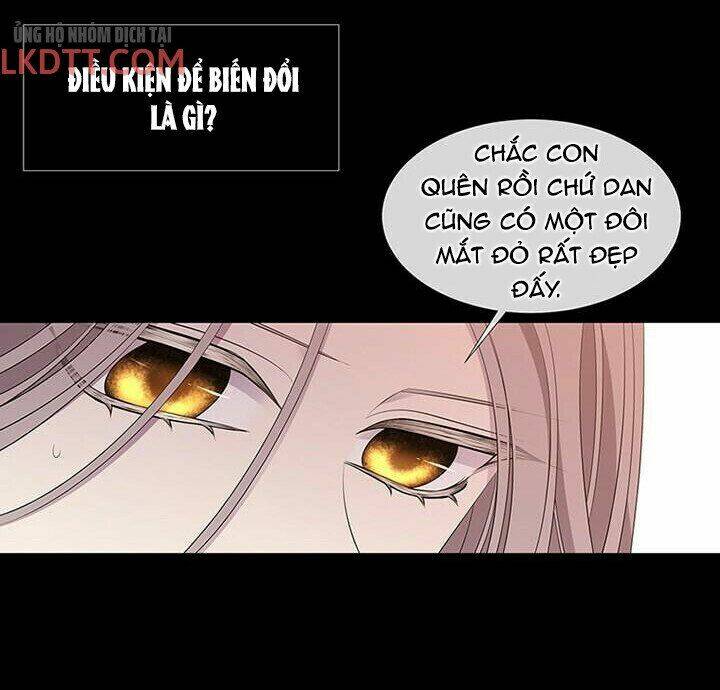 ỦNG HỘ NHÓM DỊCH TẠI
LKDTT.COM
ĐIỀU KIỆN ĐỂ BIẾN ĐỔI
LÀ GÌ?
CHẮC CON
QUÊN RỒI CHỨ DAN
CŨNG CÓ MỘT ĐÔI
MẮT ĐỎ RẤT ĐẸP
ĐẤY.